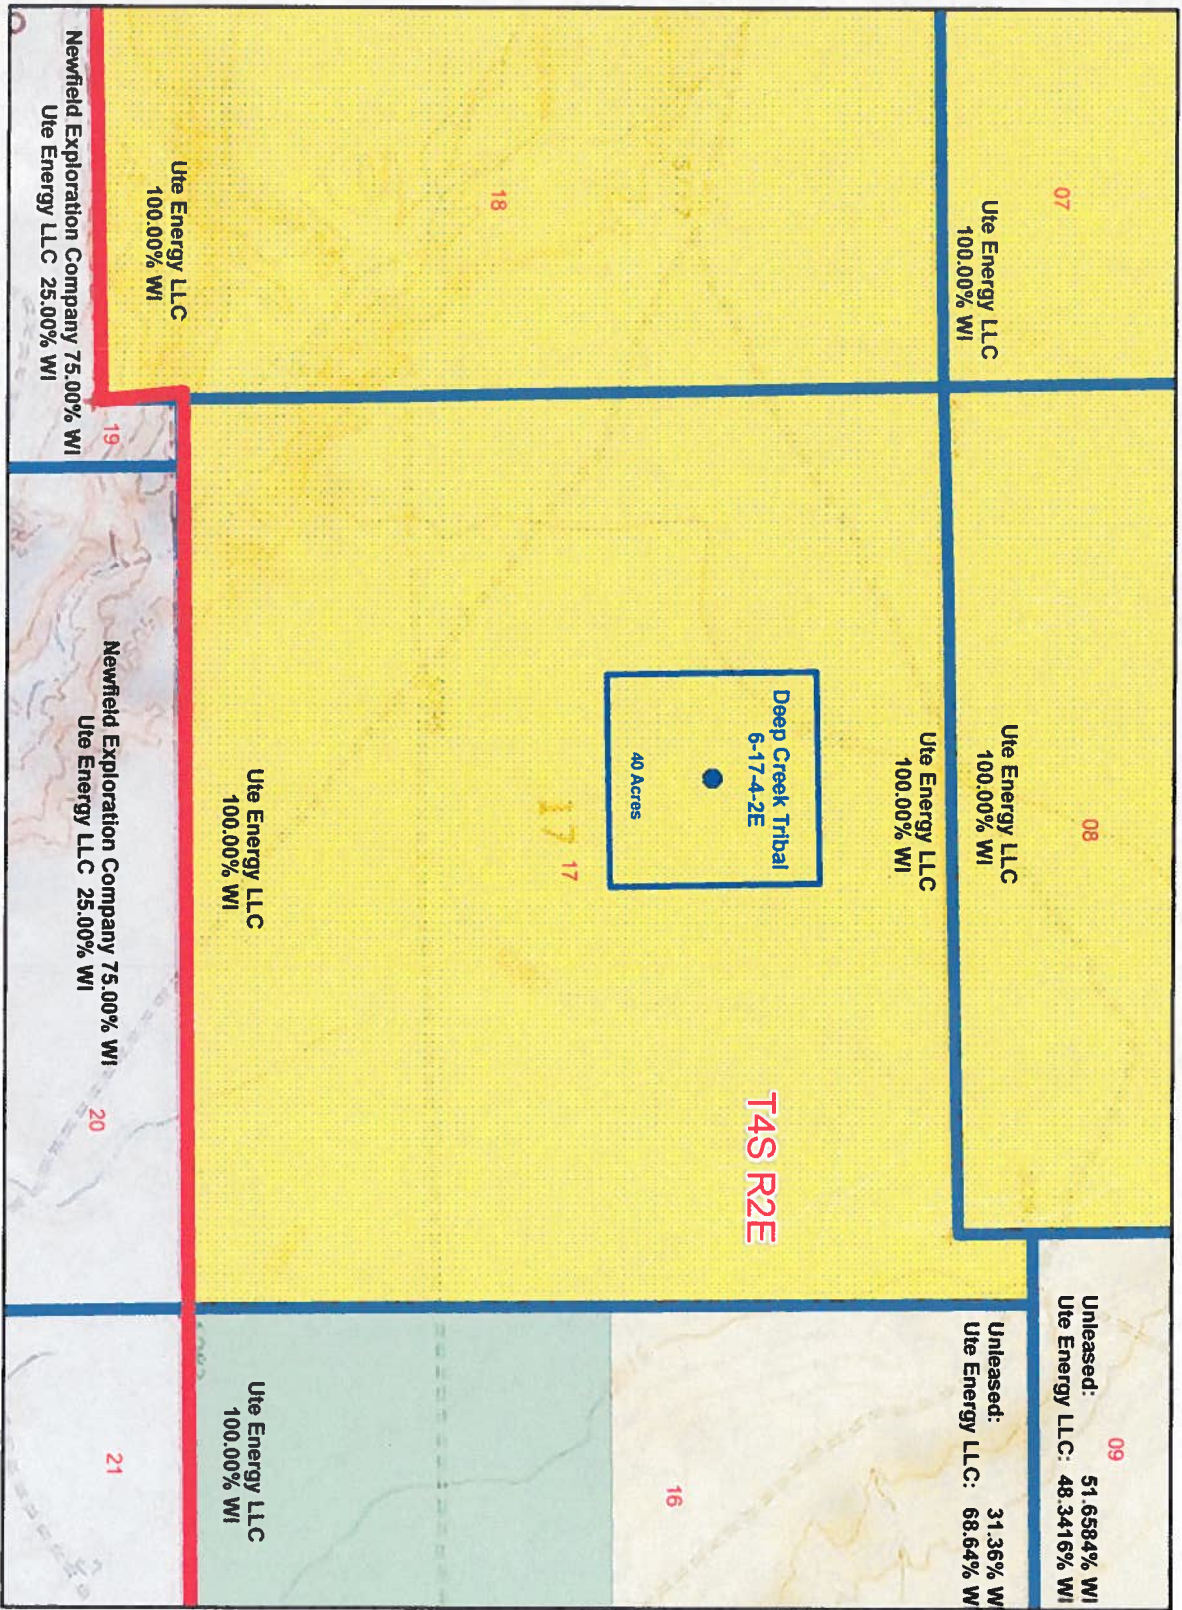 07
08
09
Ute Energy LLC
100.00% WI
Ute Energy LLC
100.00% WI
Unleased: 51.6584% WI
Ute Energy LLC: 48.3416% WI
Ute Energy LLC
100.00% WI
Unleased: 31.36% W
Ute Energy LLC: 68.64% W
Deep Creek Tribal
6-17-4-2E
40 Acres
T4S R2E
18
17
17
16
Ute Energy LLC
100.00% WI
Ute Energy LLC
100.00% WI
Ute Energy LLC
100.00% WI
19
Newfield Exploration Company 75.00% WI
Ute Energy LLC 25.00% WI
Newfield Exploration Company 75.00% WI
Ute Energy LLC 25.00% WI
20
21